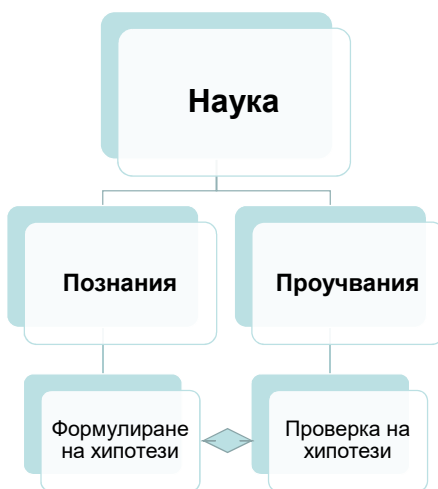 Наука
Познания
Проучвания
Формулиране
на хипотези
Проверка на
хипотези